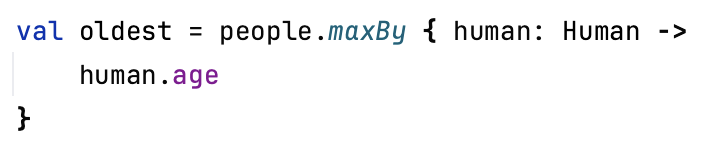 val oldest = people.maxBy { human: Human ->
    human.age
}